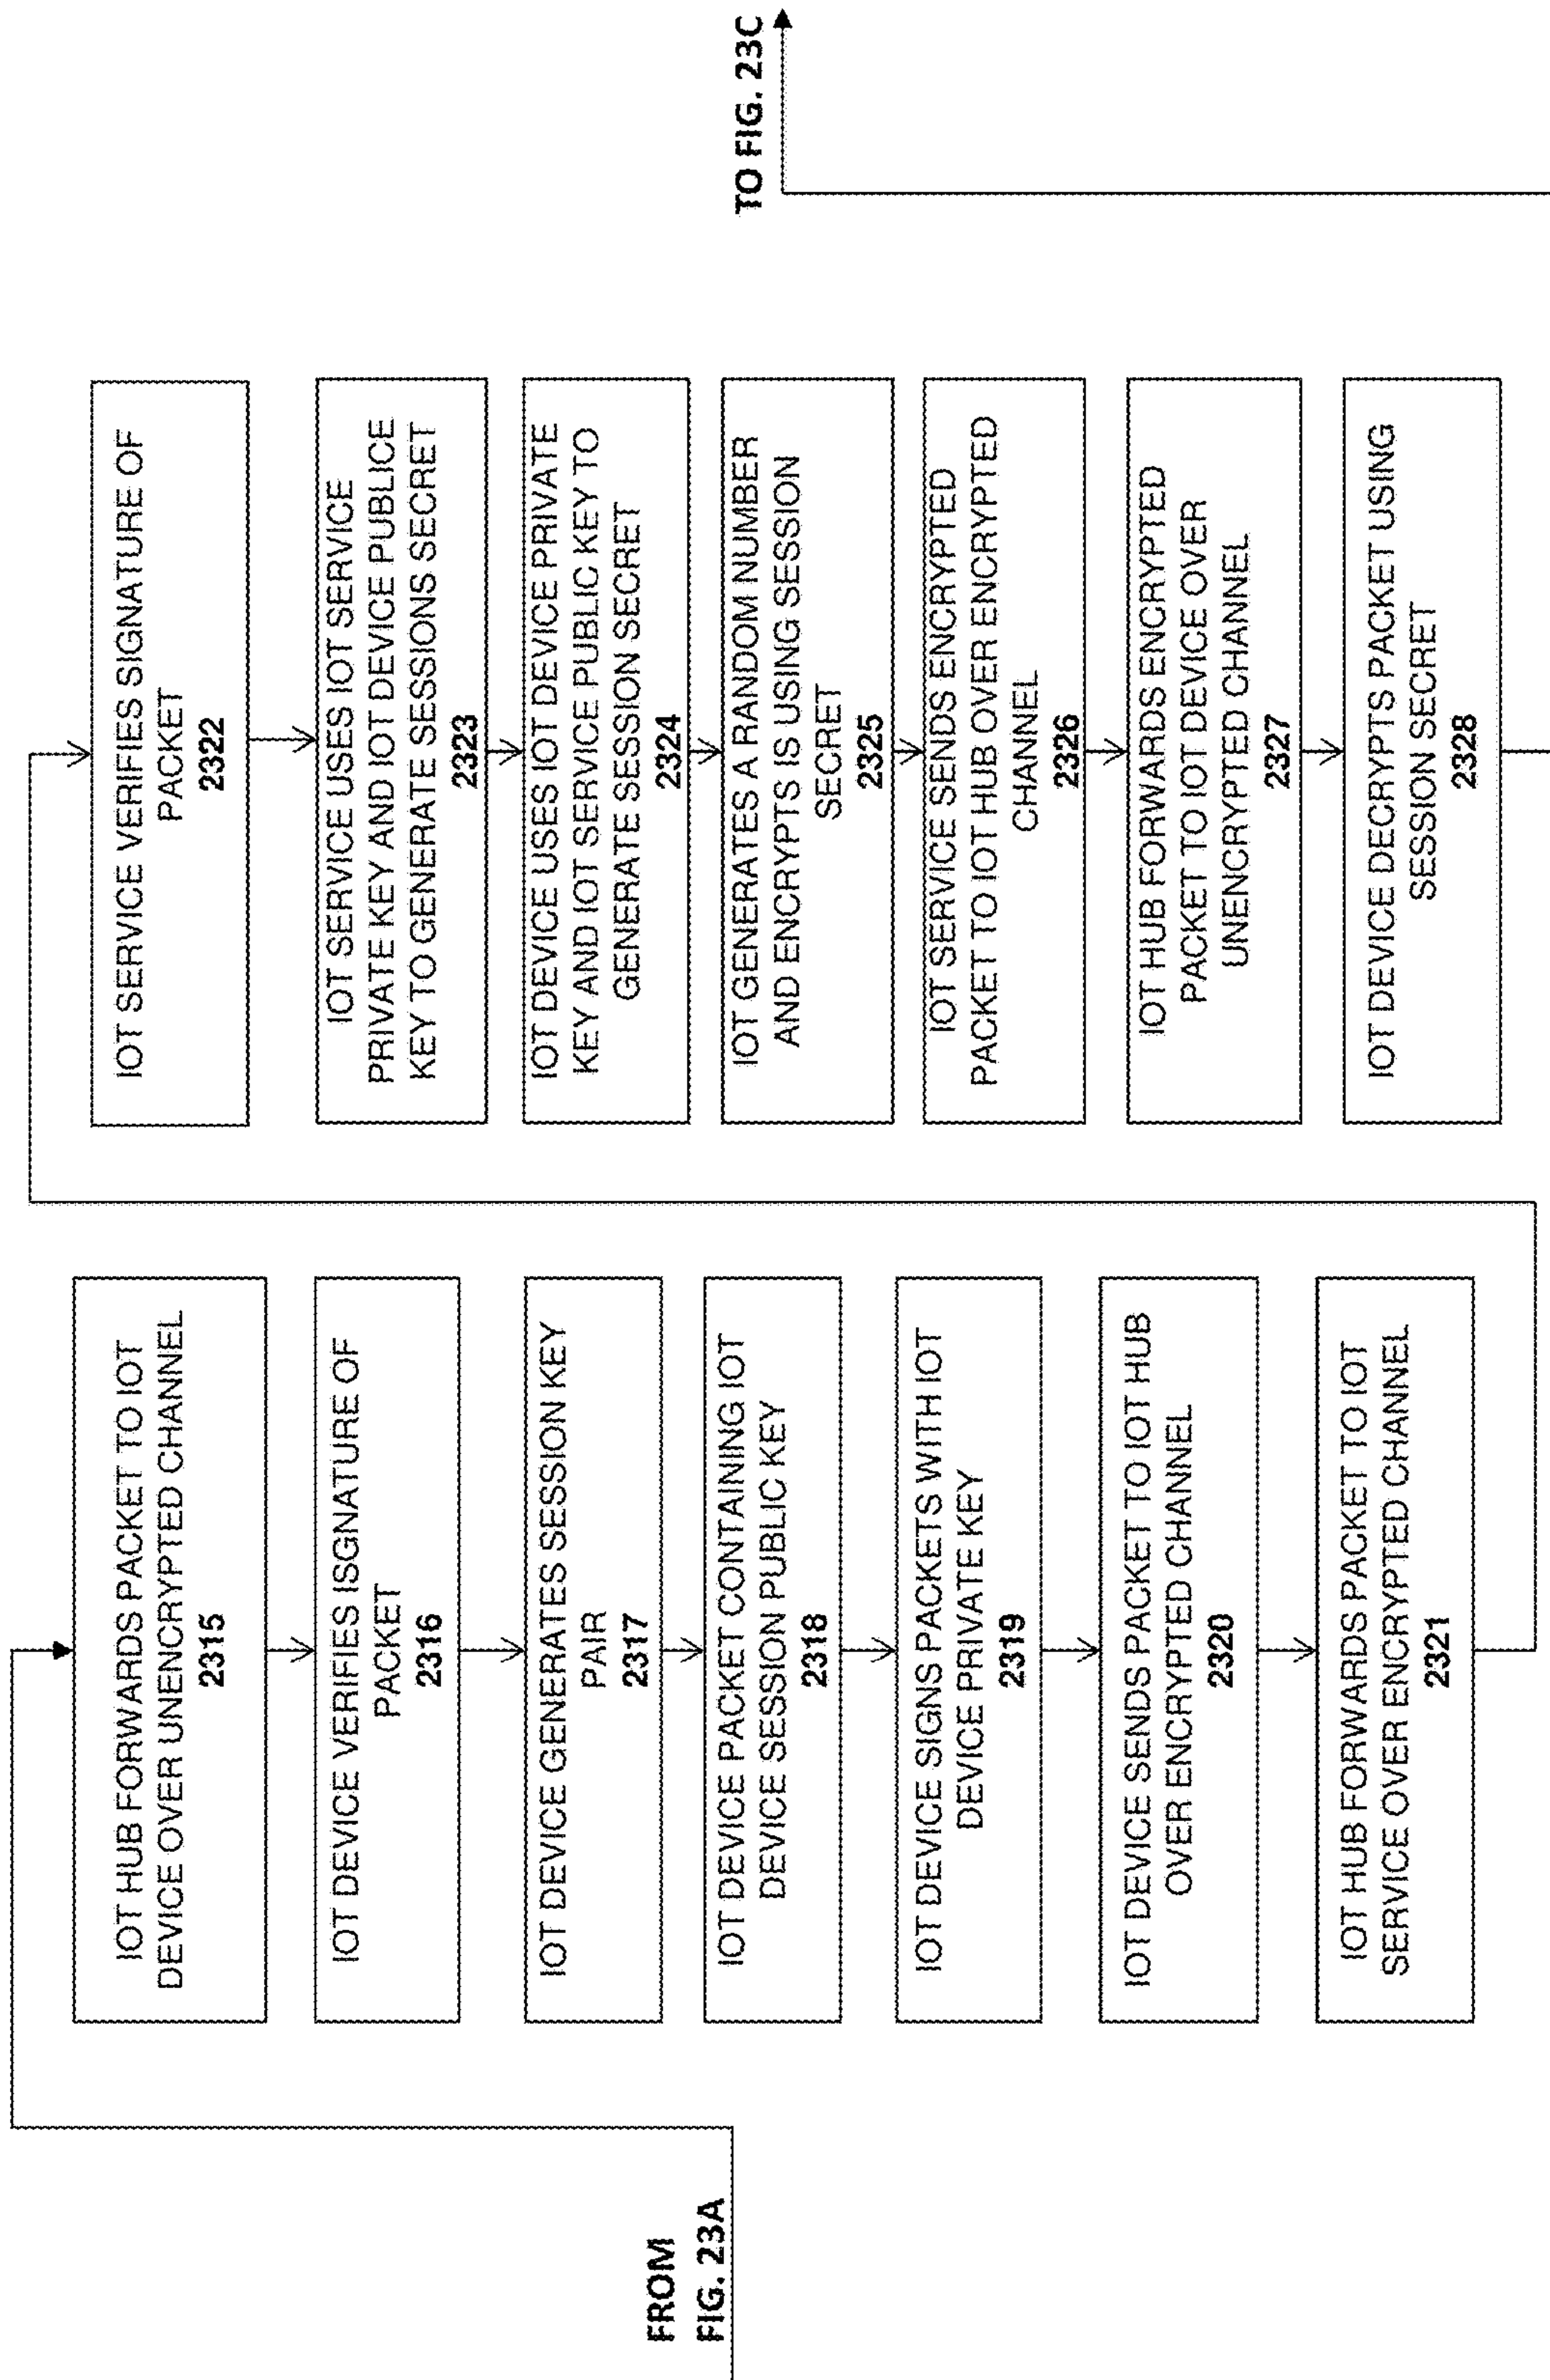 FROM
FIG. 23A
IOT HUB FORWARDS PACKET TO IOT
DEVICE OVER UNENCRYPTED CHANNEL
2315
IOT DEVICE VERIFIES ISGNATURE OF
PACKET
2316
IOT DEVICE GENERATES SESSION KEY
PAIR
2317
IOT DEVICE PACKET CONTAINING IOT
DEVICE SESSION PUBLIC KEY
2318
IOT DEVICE SIGNS PACKETS WITH IOT
DEVICE PRIVATE KEY
2319
IOT DEVICE SENDS PACKET TO IOT HUB
OVER ENCRYPTED CHANNEL
2320
IOT HUB FORWARDS PACKET TO IOT
SERVICE OVER ENCRYPTED CHANNEL
2321
IOT SERVICE VERIFIES SIGNATURE OF
PACKET
2322
IOT SERVICE USES IOT SERVICE
PRIVATE KEY AND IOT DEVICE PUBLICE
KEY TO GENERATE SESSIONS SECRET
2323
IOT DEVICE USES IOT DEVICE PRIVATE
KEY AND IOT SERVICE PUBLIC KEY TO
GENERATE SESSION SECRET
2324
IOT GENERATES A RANDOM NUMBER
AND ENCRYPTS IS USING SESSION
SECRET
2325
IOT SERVICE SENDS ENCRYPTED
PACKET TO IOT HUB OVER ENCRYPTED
CHANNEL
2326
IOT HUB FORWARDS ENCRYPTED
PACKET TO IOT DEVICE OVER
UNENCRYPTED CHANNEL
2327
IOT DEVICE DECRYPTS PACKET USING
SESSION SECRET
2328
TO FIG. 23C